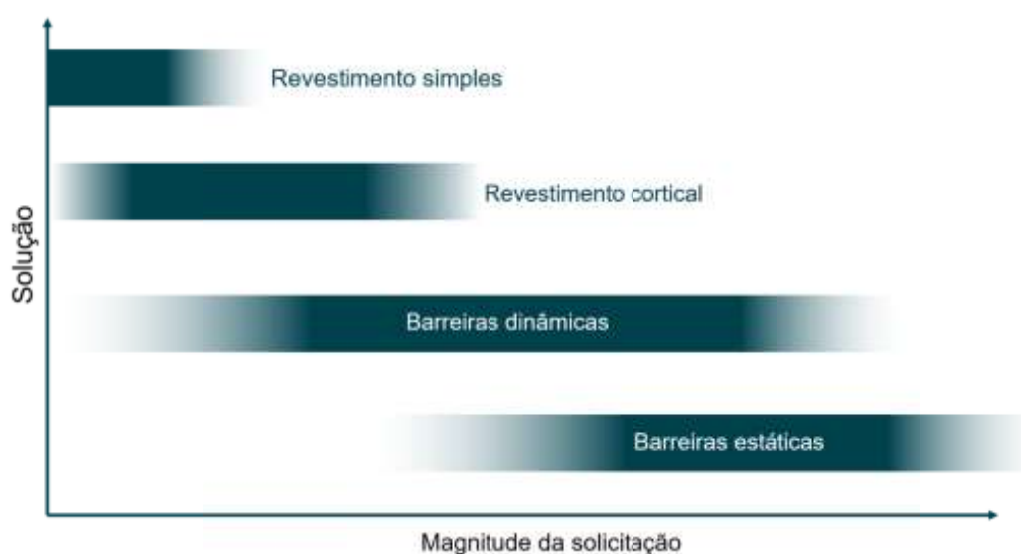 Revestimento simples
Revestimento cortical
Solução
Barreiras dinâmicas
Barreiras estáticas
Magnitude da solicitação